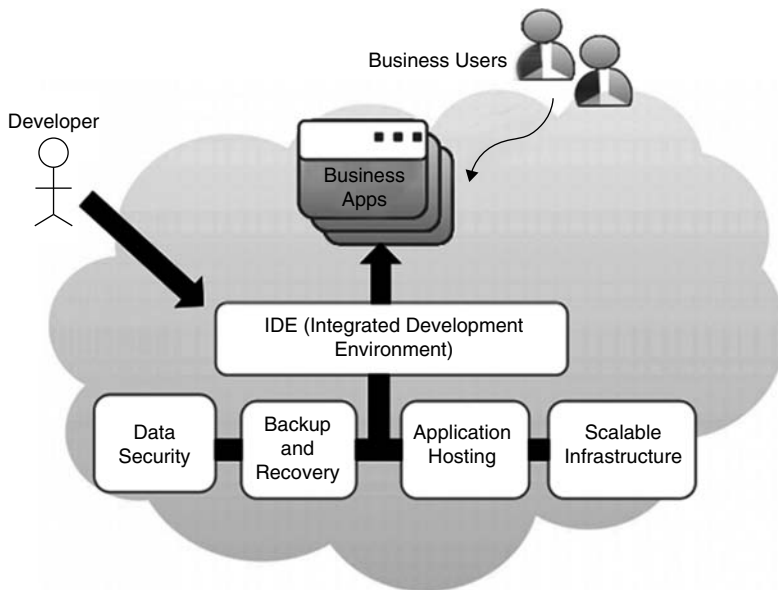 Business Users
Developer
Business
Apps
IDE (Integrated Development
Environment)
Data
Security
Backup
and
Recovery
Application
Hosting
Scalable
Infrastructure